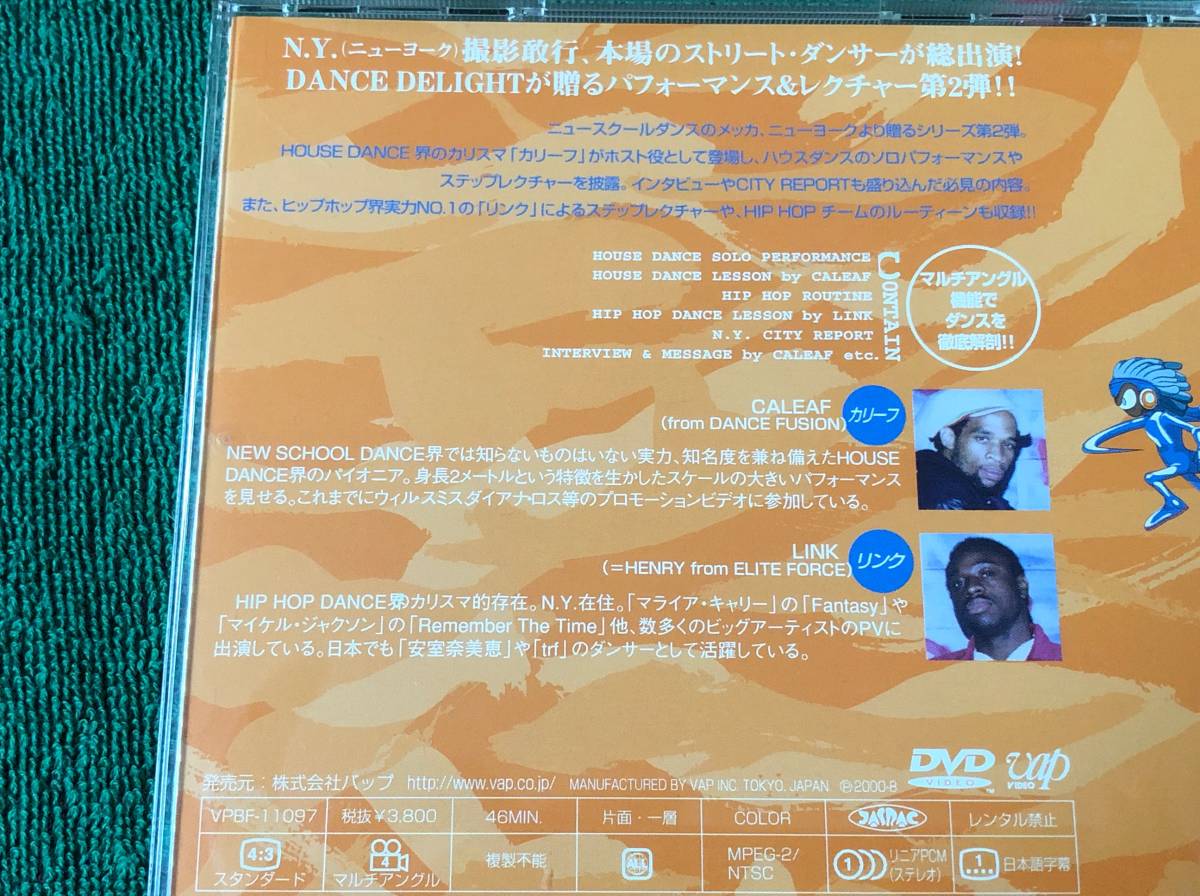 N.Y.(ニューヨーク)撮影敢行、本場のストリート・ダンサーが総出演!
DANCE DELIGHTが贈るパフォーマンス&レクチャー第2弾!!
ニュースクールダンスのメッカ、ニューヨークより贈るシリーズ第2弾。
HOUSE DANCE 界のカリスマ「カリーフ」がホスト役として登場し、ハウスダンスのソロパフォーマンスや
ステップレクチャーを披露。インタビューやCITY REPORTも盛り込んだ必見の内容。
また、ヒップホップ界実力NO.1の「リンク」によるステップレクチャーや、HIP HOP チームのルーティーンも収録!!
CONTAIN
HOUSE DANCE SOLO PERFORMANCE
HOUSE DANCE LESSON by CALEAF
HIP HOP ROUTINE
HIP HOP DANCE LESSON by LINK
N.Y. CITY REPORT
INTERVIEW & MESSAGE by CALEAF etc.
マルチアングル
機能で
ダンスを
徹底解剖!!
CALEAF
(from DANCE FUSION)
カリーフ
NEW SCHOOL DANCE界では知らないものはいない実力、知名度を兼ね備えたHOUSE
DANCE界のパイオニア。身長2メートルという特徴を生かしたスケールの大きいパフォーマンス
を見せる。これまでにウィル・スミス、ダイアナ・ロス等のプロモーションビデオに参加している。
LINK
(=HENRY from ELITE FORCE)
リンク
HIP HOP DANCE界のカリスマ的存在。N.Y.在住。「マライア・キャリー」の「Fantasy」や
「マイケル・ジャクソン」の「Remember The Time」他、数多くのビッグアーティストのPVに
出演している。日本でも「安室奈美恵」や「trf」のダンサーとして活躍している。
DVD VIDEO vap VIDEO
発売元：株式会社バップ http://www.vap.co.jp/ MANUFACTURED BY VAP INC. TOKYO. JAPAN ℗2000-8
VPBF-11097 税抜¥3,800 46MIN. 片面・一層 COLOR JASRAC レンタル禁止
4:3 スタンダード 4 マルチアングル 複製不能 ALL MPEG-2/ NTSC 1 リニアPCM (ステレオ) 1 日本語字幕